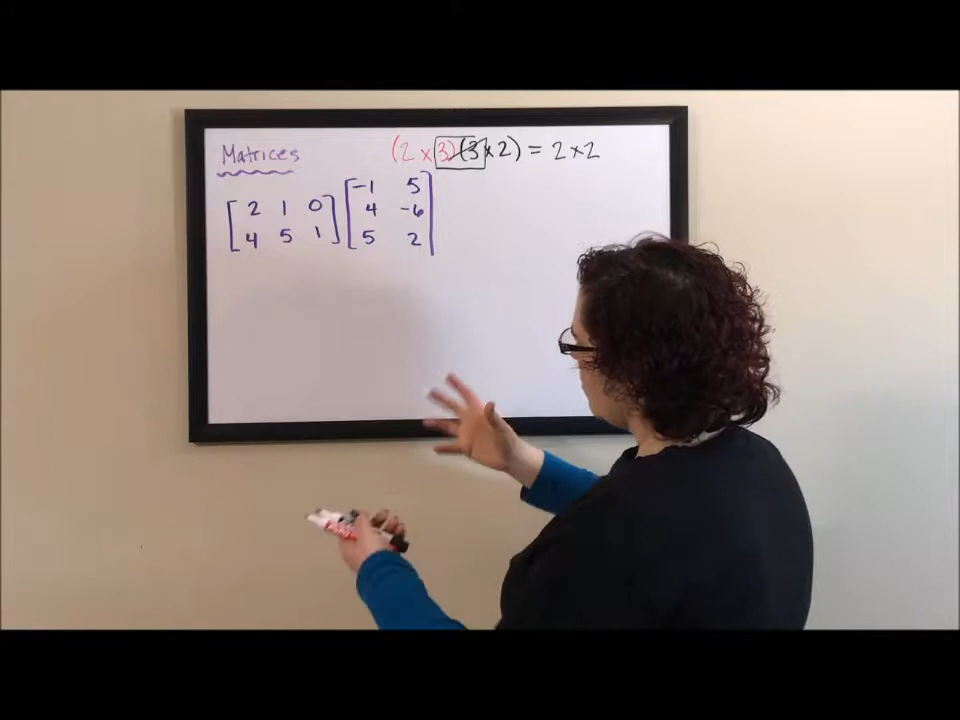 Matrices (2 x 3)(3 x 2) = 2 x 2
[2 1 0] [-1 5]
[4 5 1] [4 -6]
[5 2]